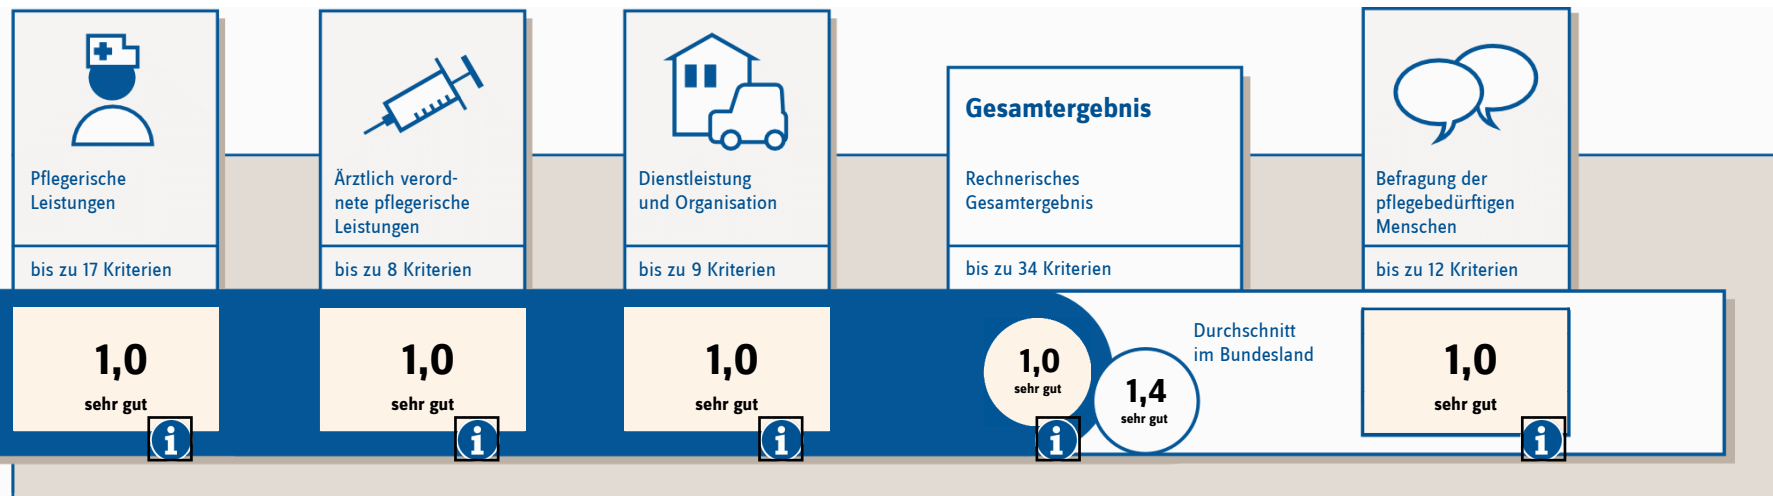 Pflegerische
Leistungen
bis zu 17 Kriterien
1,0
sehr gut
i
Ärztlich verord-
nete pflegerische
Leistungen
bis zu 8 Kriterien
1,0
sehr gut
i
Dienstleistung
und Organisation
bis zu 9 Kriterien
1,0
sehr gut
i
Gesamtergebnis
Rechnerisches
Gesamtergebnis
bis zu 34 Kriterien
1,0
sehr gut
i
1,4
sehr gut
Durchschnitt
im Bundesland
Befragung der
pflegebedürftigen
Menschen
bis zu 12 Kriterien
1,0
sehr gut
i